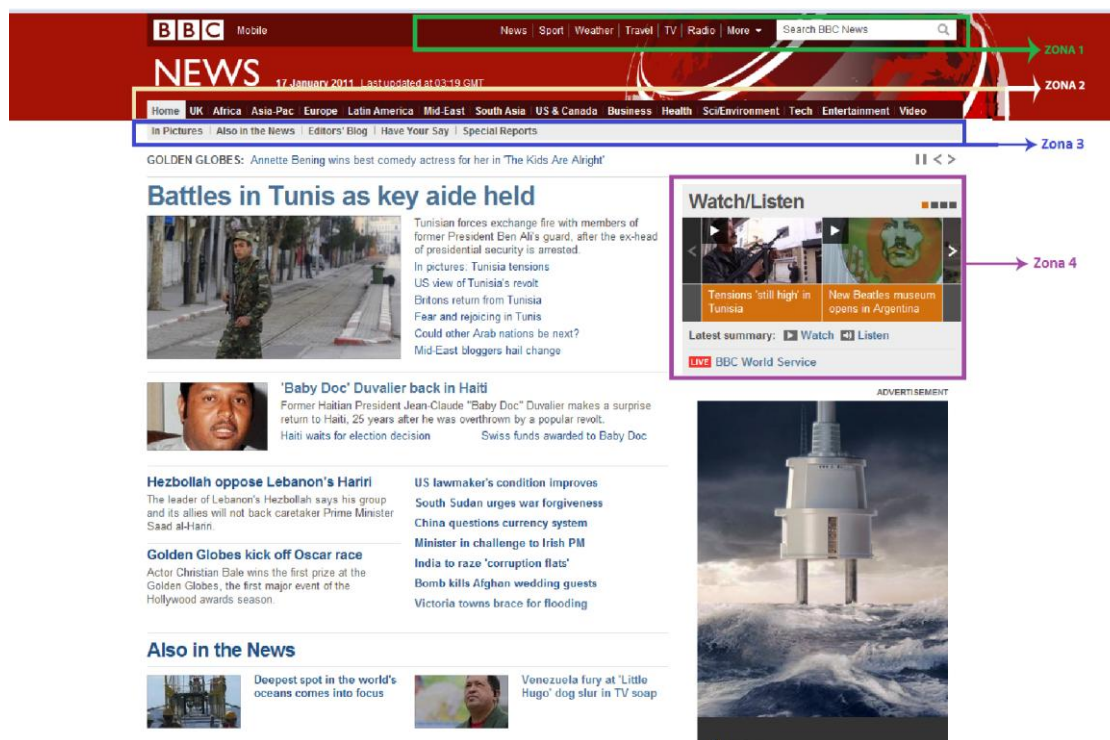 BBC Mobile News Sport Weather Travel TV Radio More Search BBC News
ZONA 1
NEWS 17 January 2011 Last updated at 03:19 GMT
ZONA 2
Home UK Africa Asia-Pac Europe Latin America Mid-East South Asia US & Canada Business Health Sci/Environment Tech Entertainment Video
In Pictures Also in the News Editors' Blog Have Your Say Special Reports
Zona 3
GOLDEN GLOBES: Annette Bening wins best comedy actress for her in 'The Kids Are Alright'
Battles in Tunis as key aide held
Tunisian forces exchange fire with members of
former President Ben Ali's guard, after the ex-head
of presidential security is arrested.
In pictures: Tunisia tensions
US view of Tunisia's revolt
Britons return from Tunisia
Fear and rejoicing in Tunis
Could other Arab nations be next?
Mid-East bloggers hail change
Watch/Listen
Zona 4
Tensions 'still high' in
Tunisia
New Beatles museum
opens in Argentina
Latest summary: Watch Listen
LIVE BBC World Service
'Baby Doc' Duvalier back in Haiti
Former Haitian President Jean-Claude "Baby Doc" Duvalier makes a surprise
return to Haiti, 25 years after he was overthrown by a popular revolt.
Haiti waits for election decision Swiss funds awarded to Baby Doc
ADVERTISEMENT
Hezbollah oppose Lebanon's Hariri
The leader of Lebanon's Hezbollah says his group
and its allies will not back caretaker Prime Minister
Saad al-Hariri.
Golden Globes kick off Oscar race
Actor Christian Bale wins the first prize at the
Golden Globes, the first major event of the
Hollywood awards season.
US lawmaker's condition improves
South Sudan urges war forgiveness
China questions currency system
Minister in challenge to Irish PM
India to raze 'corruption flats'
Bomb kills Afghan wedding guests
Victoria towns brace for flooding
Also in the News
Deepest spot in the world's
oceans comes into focus
Venezuela fury at 'Little
Hugo' dog slur in TV soap